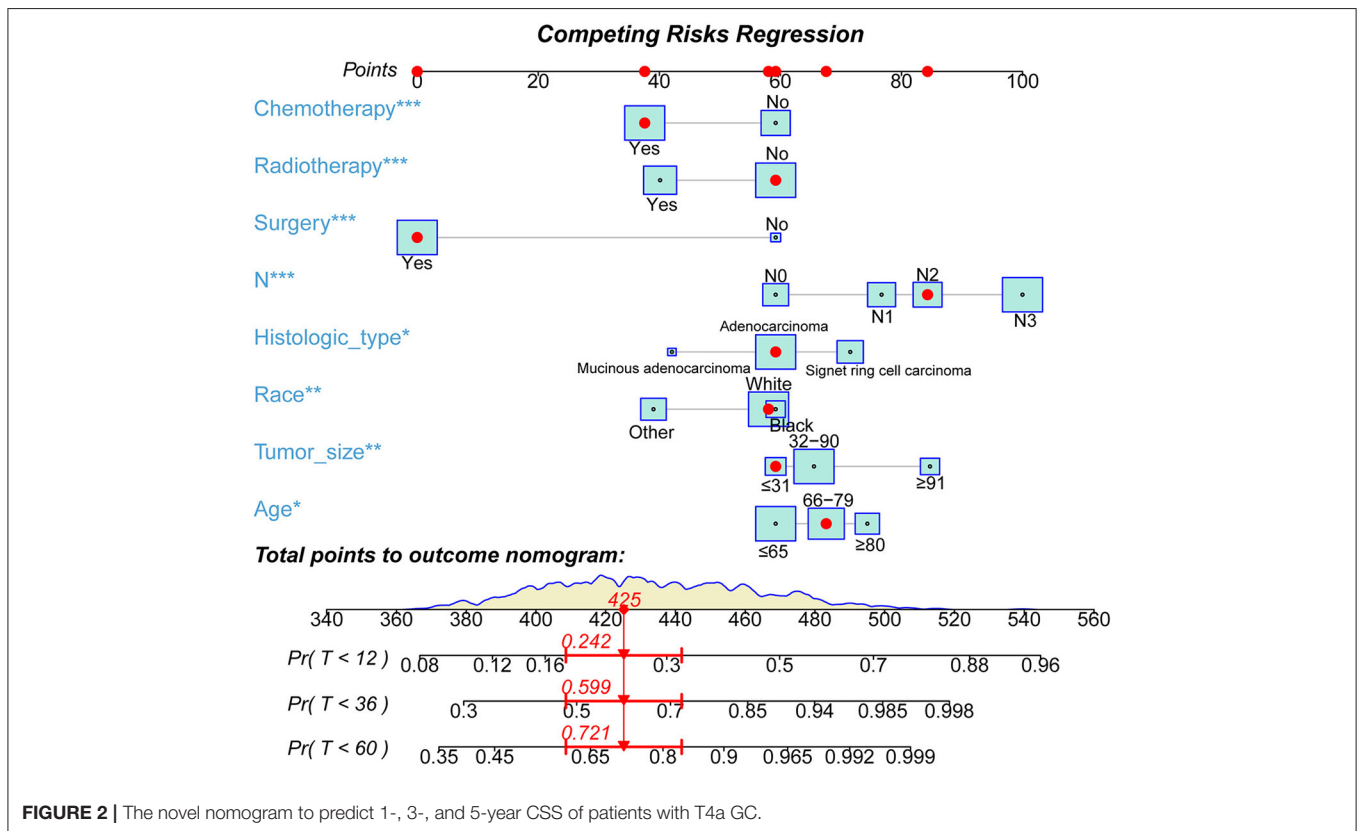 Competing Risks Regression
Points
0 20 40 60 80 100
Chemotherapy***
No
Yes
Radiotherapy***
No
Yes
Surgery***
No
Yes
N***
N0 N2
N1 N3
Histologic_type*
Adenocarcinoma
Mucinous adenocarcinoma Signet ring cell carcinoma
Race**
White
Other Black
Tumor_size**
32−90
≤31 ≥91
Age*
66−79
≤65 ≥80
Total points to outcome nomogram:
425
340 360 380 400 420 440 460 480 500 520 540 560
0.242
Pr( T < 12 ) 0.08 0.12 0.16 0.3 0.5 0.7 0.88 0.96
0.599
Pr( T < 36 ) 0.3 0.5 0.7 0.85 0.94 0.985 0.998
0.721
Pr( T < 60 ) 0.35 0.45 0.65 0.8 0.9 0.965 0.992 0.999
FIGURE 2 | The novel nomogram to predict 1-, 3-, and 5-year CSS of patients with T4a GC.